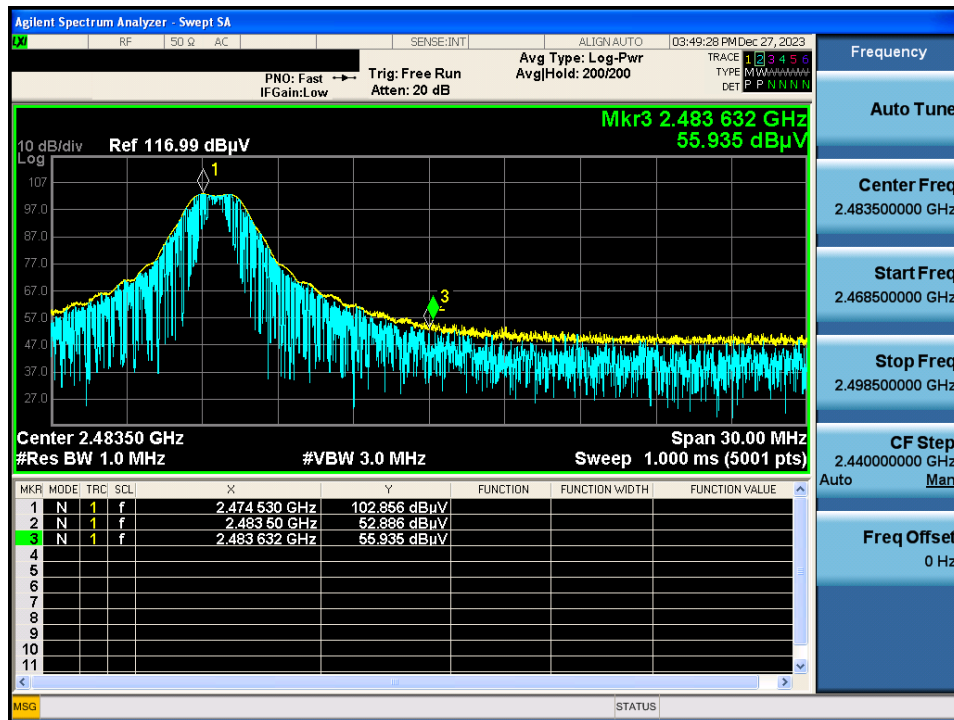 Agilent Spectrum Analyzer - Swept SA
LXI RF 50 Ω AC SENSE:INT ALIGN AUTO 03:49:28 PM Dec 27, 2023
Frequency
PNO: Fast Trig: Free Run Avg Type: Log-Pwr TRACE 1 2 3 4 5 6
IFGain:Low Atten: 20 dB Avg|Hold: 200/200 TYPE M
DET P P N N N N
Auto Tune
Mkr3 2.483 632 GHz
55.935 dBµV
10 dB/div Ref 116.99 dBµV
Log
107
97.0
87.0
77.0
67.0
57.0
47.0
37.0
27.0
1
3
Center Freq
2.483500000 GHz
Start Freq
2.468500000 GHz
Stop Freq
2.498500000 GHz
Center 2.48350 GHz Span 30.00 MHz
#Res BW 1.0 MHz #VBW 3.0 MHz Sweep 1.000 ms (5001 pts)
CF Step
2.440000000 GHz
Auto Man
Freq Offset
0 Hz
MKR MODE TRC SCL X Y FUNCTION FUNCTION WIDTH FUNCTION VALUE
1 N 1 f 2.474 530 GHz 102.856 dBµV
2 N 1 f 2.483 50 GHz 52.886 dBµV
3 N 1 f 2.483 632 GHz 55.935 dBµV
4
5
6
7
8
9
10
11
MSG STATUS